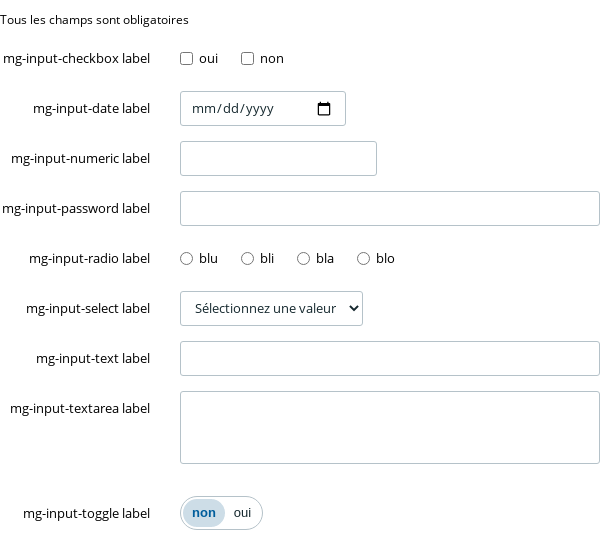 Tous les champs sont obligatoires
mg-input-checkbox label oui non
mg-input-date label mm/dd/yyyy
mg-input-numeric label
mg-input-password label
mg-input-radio label blu bli bla blo
mg-input-select label Sélectionnez une valeur
mg-input-text label
mg-input-textarea label
mg-input-toggle label non oui